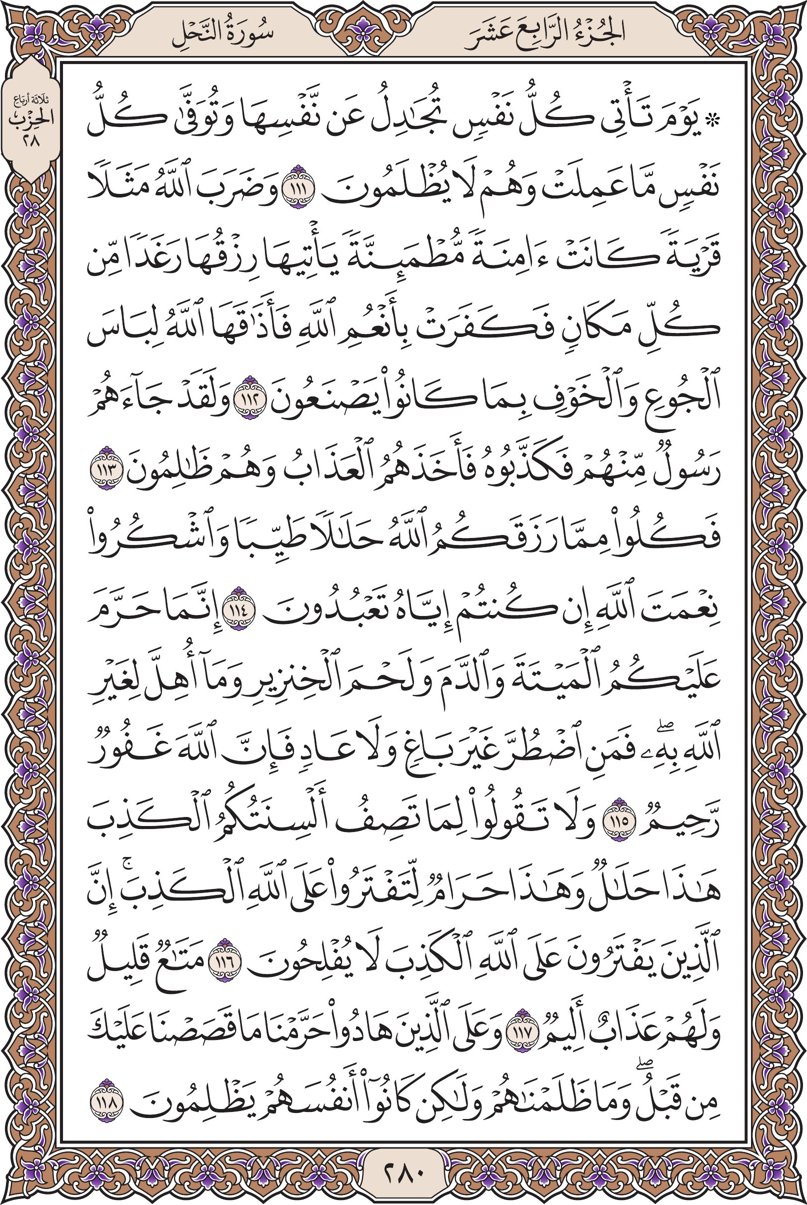 الجُزْءُ الرَّابِعَ عَشَرَ
سُورَةُ النَّحْلِ
ثلاثة أرباع
الحِزْب
٢٨
۞ يَوْمَ تَأْتِي كُلُّ نَفْسٖ تُجَٰدِلُ عَن نَّفْسِهَا وَتُوَفَّىٰ كُلُّ
نَفْسٖ مَّا عَمِلَتْ وَهُمْ لَا يُظْلَمُونَ ١١١ وَضَرَبَ ٱللَّهُ مَثَلٗا
قَرْيَةٗ كَانَتْ ءَامِنَةٗ مُّطْمَئِنَّةٗ يَأْتِيهَا رِزْقُهَا رَغَدٗا مِّن
كُلِّ مَكَانٖ فَكَفَرَتْ بِأَنْعُمِ ٱللَّهِ فَأَذَٰقَهَا ٱللَّهُ لِبَاسَ
ٱلْجُوعِ وَٱلْخَوْفِ بِمَا كَانُواْ يَصْنَعُونَ ١١٢ وَلَقَدْ جَآءَهُمْ
رَسُولٞ مِّنْهُمْ فَكَذَّبُوهُ فَأَخَذَهُمُ ٱلْعَذَابُ وَهُمْ ظَٰلِمُونَ ١١٣
فَكُلُواْ مِمَّا رَزَقَكُمُ ٱللَّهُ حَلَٰلٗا طَيِّبٗا وَٱشْكُرُواْ
نِعْمَتَ ٱللَّهِ إِن كُنتُمْ إِيَّاهُ تَعْبُدُونَ ١١٤ إِنَّمَا حَرَّمَ
عَلَيْكُمُ ٱلْمَيْتَةَ وَٱلدَّمَ وَلَحْمَ ٱلْخِنزِيرِ وَمَآ أُهِلَّ لِغَيْرِ
ٱللَّهِ بِهِۦۖ فَمَنِ ٱضْطُرَّ غَيْرَ بَاغٖ وَلَا عَادٖ فَإِنَّ ٱللَّهَ غَفُورٞ
رَّحِيمٞ ١١٥ وَلَا تَقُولُواْ لِمَا تَصِفُ أَلْسِنَتُكُمُ ٱلْكَذِبَ
هَٰذَا حَلَٰلٞ وَهَٰذَا حَرَامٞ لِّتَفْتَرُواْ عَلَى ٱللَّهِ ٱلْكَذِبَۚ إِنَّ
ٱلَّذِينَ يَفْتَرُونَ عَلَى ٱللَّهِ ٱلْكَذِبَ لَا يُفْلِحُونَ ١١٦ مَتَٰعٞ قَلِيلٞ
وَلَهُمْ عَذَابٌ أَلِيمٞ ١١٧ وَعَلَى ٱلَّذِينَ هَادُواْ حَرَّمْنَا مَا قَصَصْنَا عَلَيْكَ
مِن قَبْلُۖ وَمَا ظَلَمْنَٰهُمْ وَلَٰكِن كَانُوٓاْ أَنفُسَهُمْ يَظْلِمُونَ ١١٨
٢٨٠